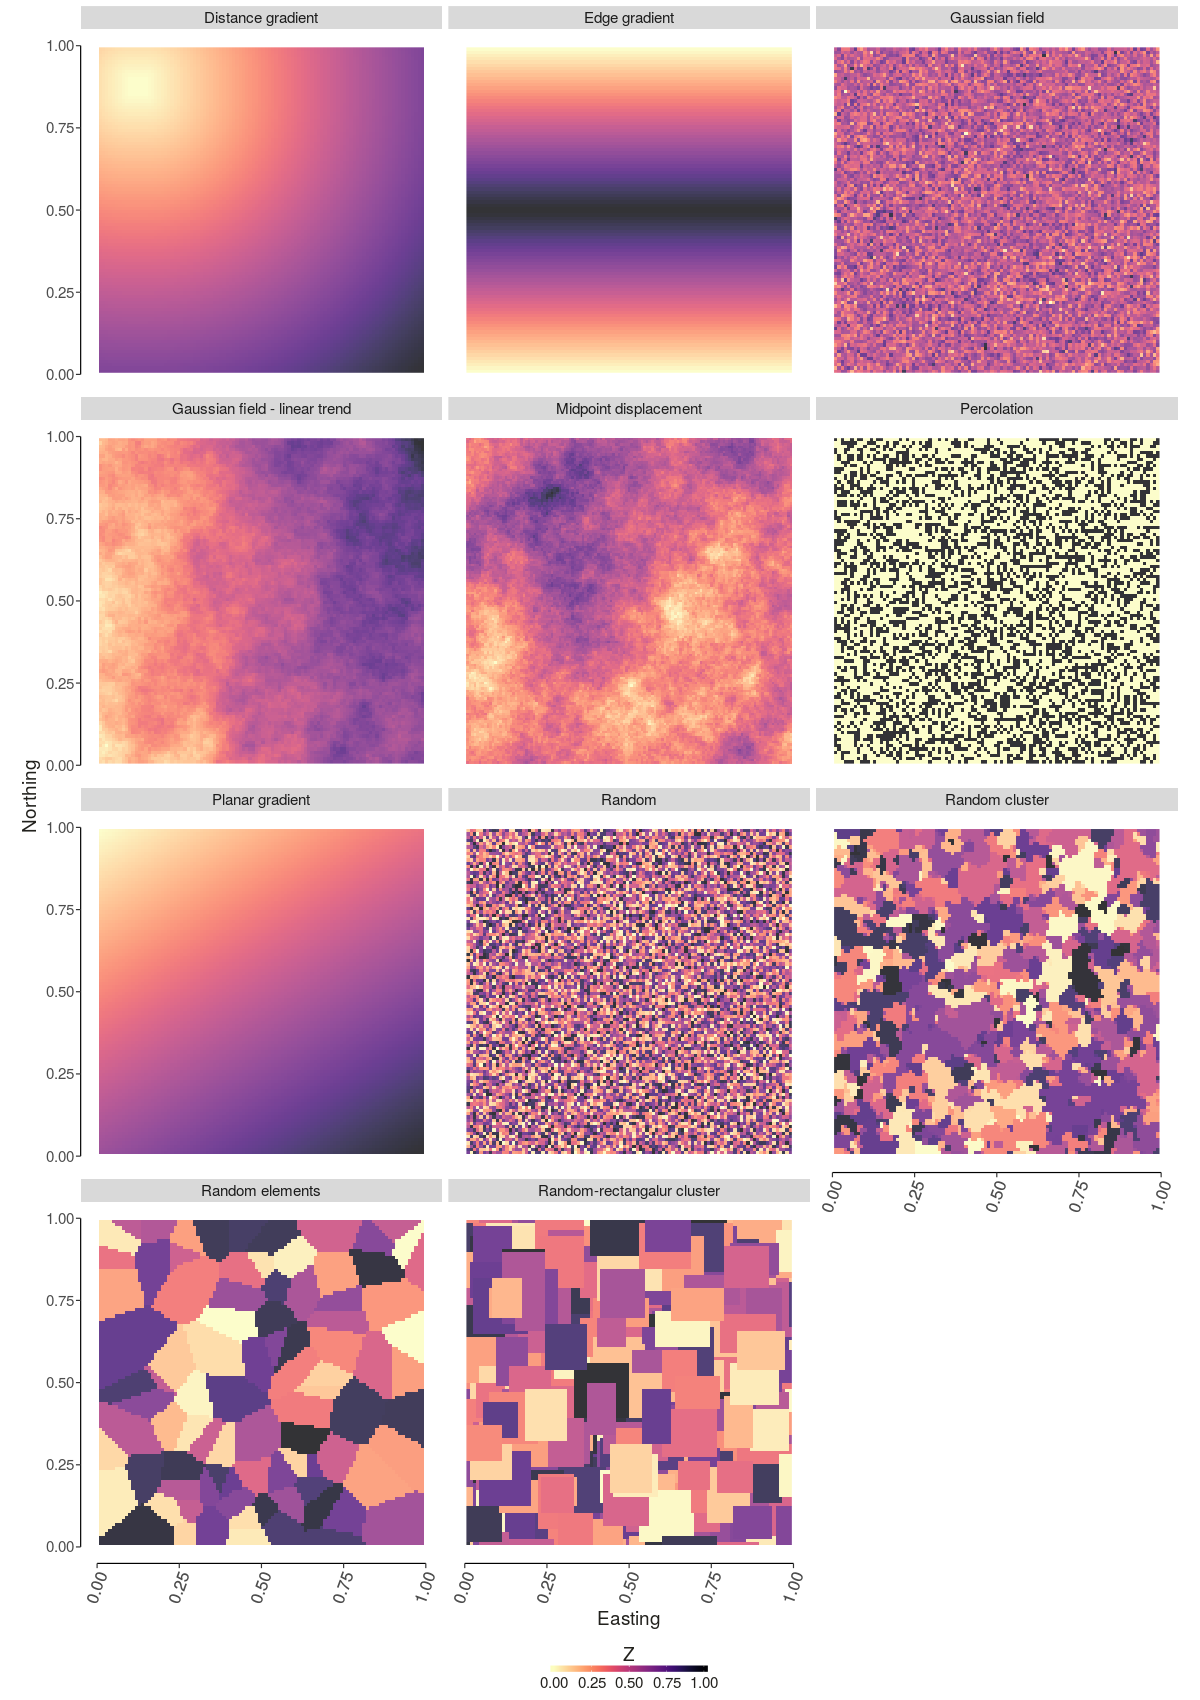 Distance gradient
Edge gradient
Gaussian field
1.00
0.75
0.50
0.25
0.00
Gaussian field - linear trend
Midpoint displacement
Percolation
1.00
0.75
0.50
0.25
0.00
Northing
Planar gradient
Random
Random cluster
1.00
0.75
0.50
0.25
0.00
0.00 0.25 0.50 0.75 1.00
Random elements
Random-rectangalur cluster
1.00
0.75
0.50
0.25
0.00
0.00 0.25 0.50 0.75 1.00
0.00 0.25 0.50 0.75 1.00
Easting
Z
0.00 0.25 0.50 0.75 1.00